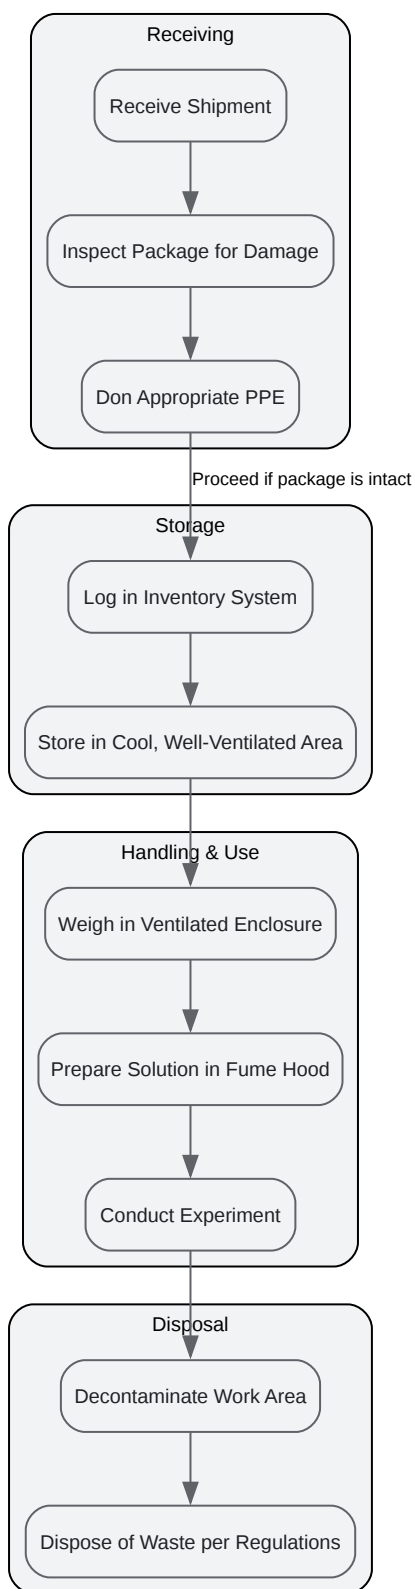 Receiving
Receive Shipment
Inspect Package for Damage
Don Appropriate PPE
Proceed if package is intact
Storage
Log in Inventory System
Store in Cool, Well-Ventilated Area
Handling & Use
Weigh in Ventilated Enclosure
Prepare Solution in Fume Hood
Conduct Experiment
Disposal
Decontaminate Work Area
Dispose of Waste per Regulations